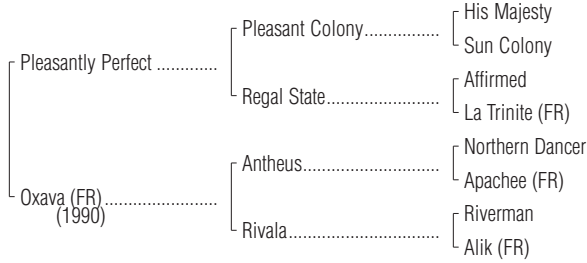 His Majesty
Pleasant Colony.................
Sun Colony
Pleasantly Perfect .............
Affirmed
Regal State.........................
La Trinite (FR)
Northern Dancer
Antheus..............................
Apachee (FR)
Oxava (FR)........................
(1990)
Riverman
Rivala.................................
Alik (FR)